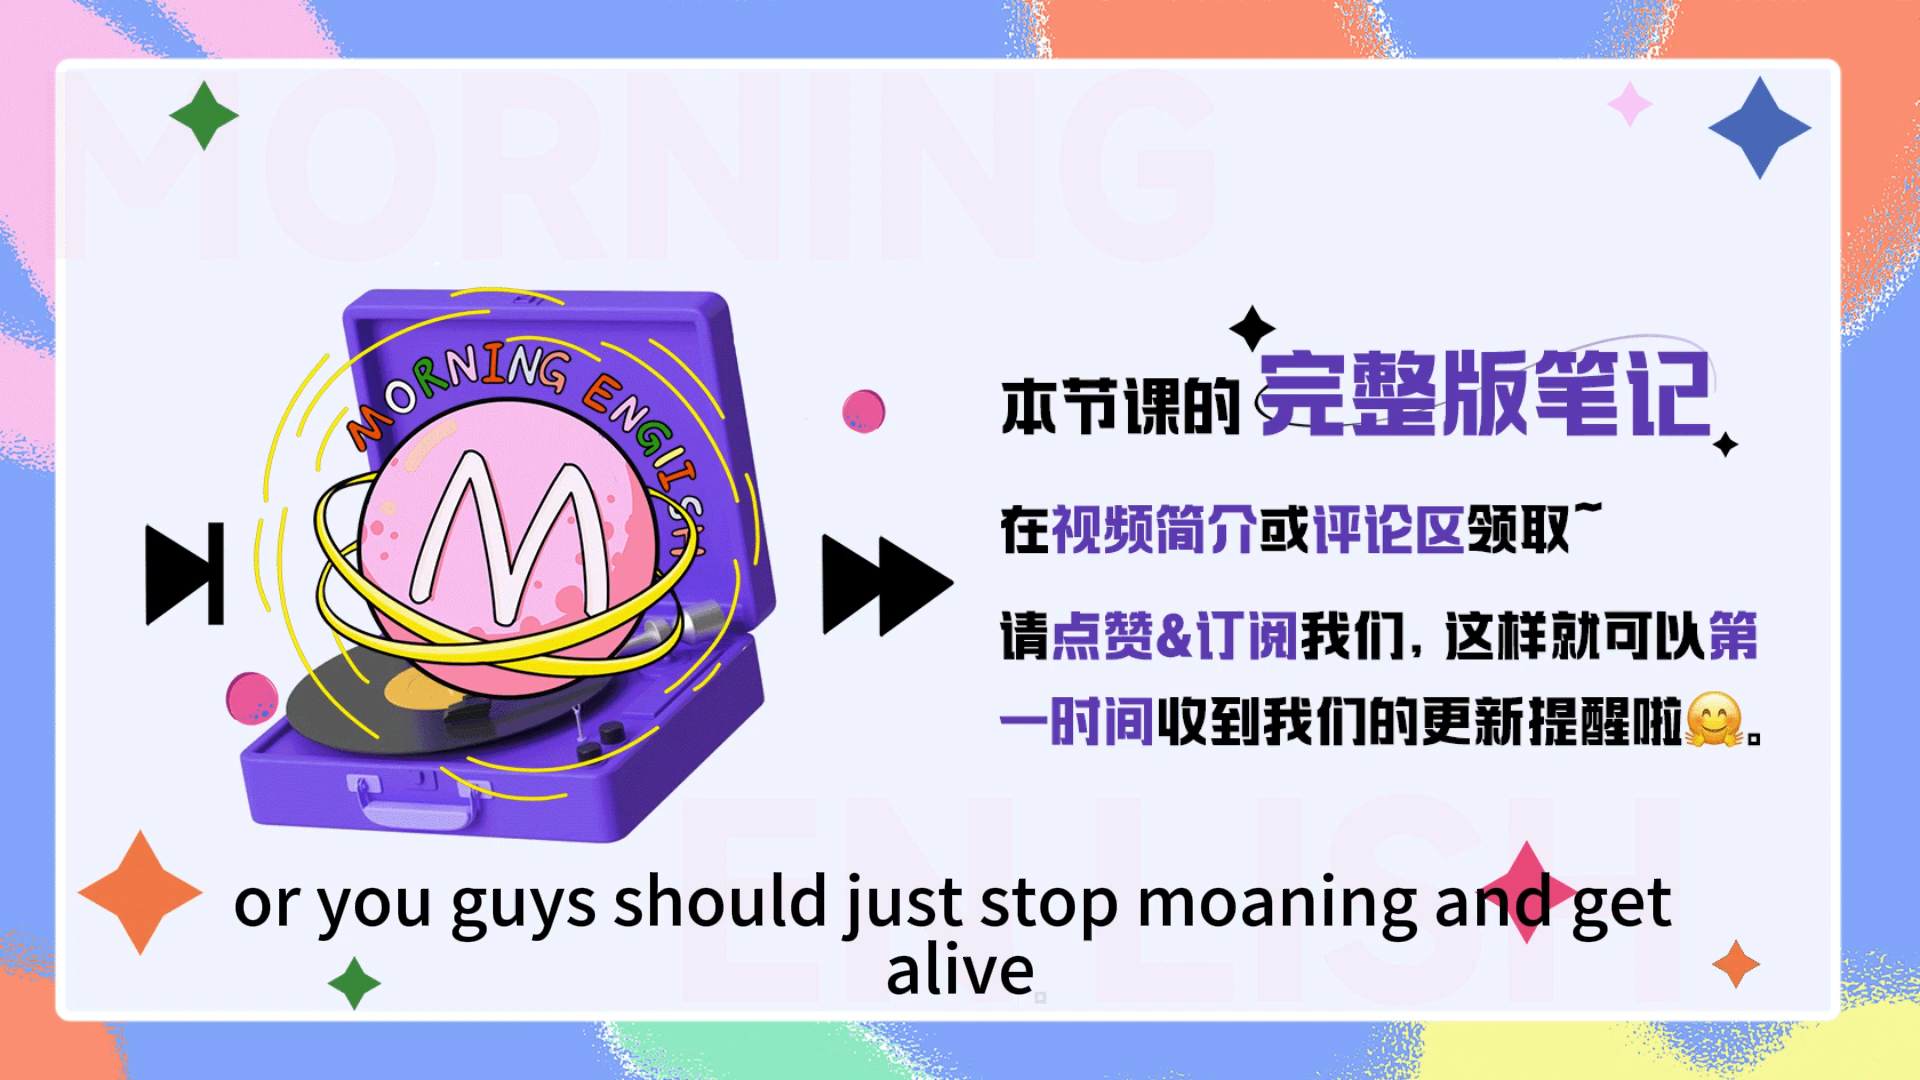 MORNING
MORNING ENGlISH
M
本节课的完整版笔记
在视频简介或评论区领取~
请点赞&订阅我们，这样就可以第
一时间收到我们的更新提醒啦🤗。
EN LISH
or you guys should just stop moaning and get
alive。